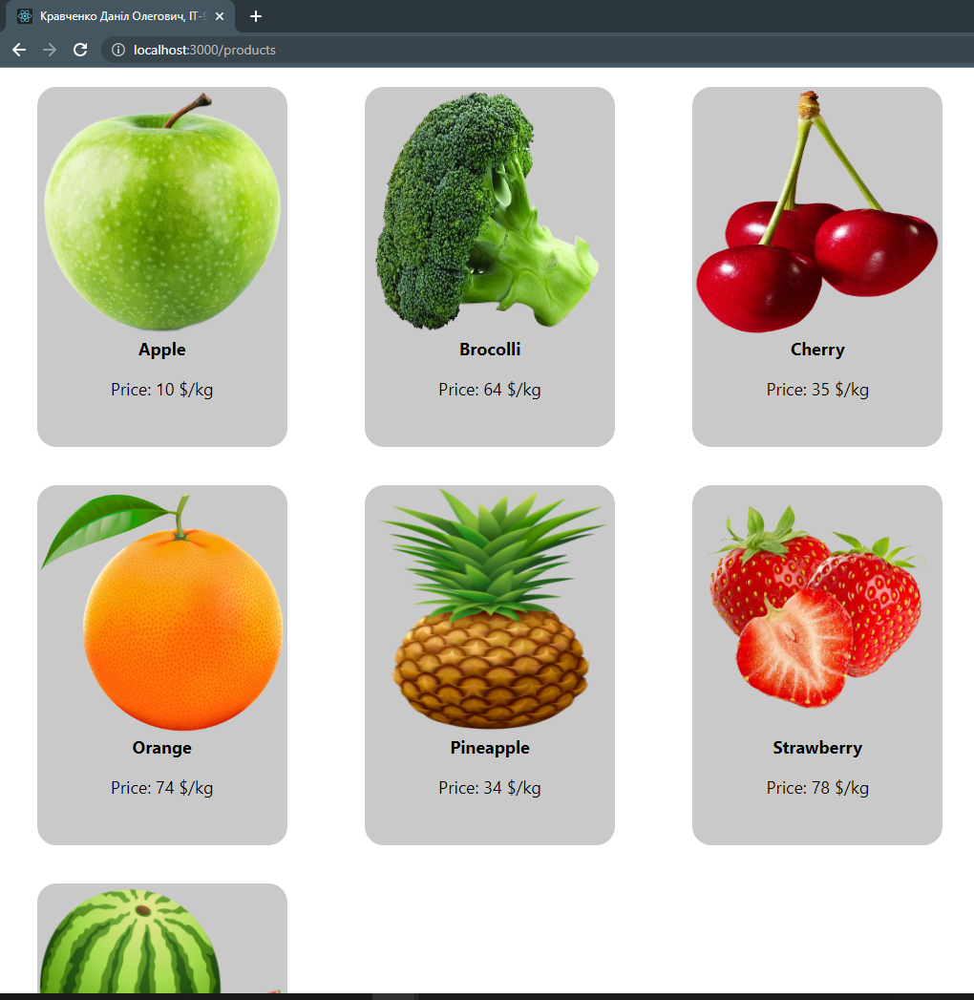 Кравченко Даніл Олегович, ІТ-
localhost:3000/products
Apple
Brocolli
Cherry
Price: 10 $/kg
Price: 64 $/kg
Price: 35 $/kg
Orange
Pineapple
Strawberry
Price: 74 $/kg
Price: 34 $/kg
Price: 78 $/kg